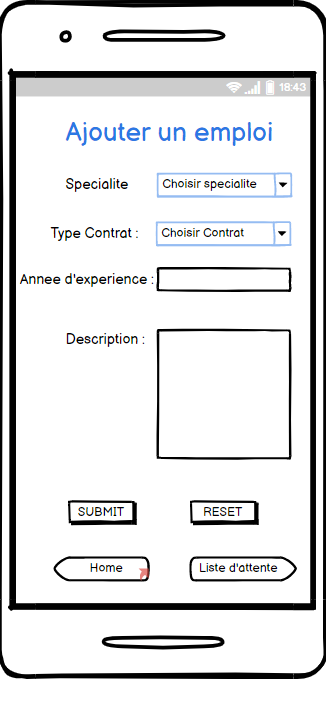 18:43
Ajouter un emploi
Specialite
Choisir specialite
Type Contrat :
Choisir Contrat
Annee d'experience :
Description :
SUBMIT
RESET
Home
Liste d'attente